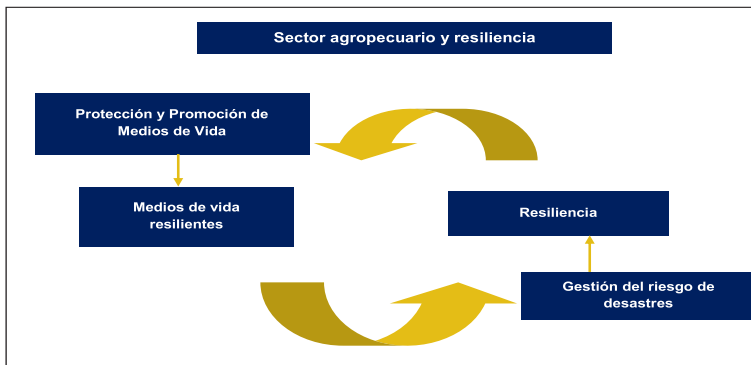 Sector agropecuario y resiliencia
Protección y Promoción de
Medios de Vida
Medios de vida
resilientes
Resiliencia
Gestión del riesgo de
desastres